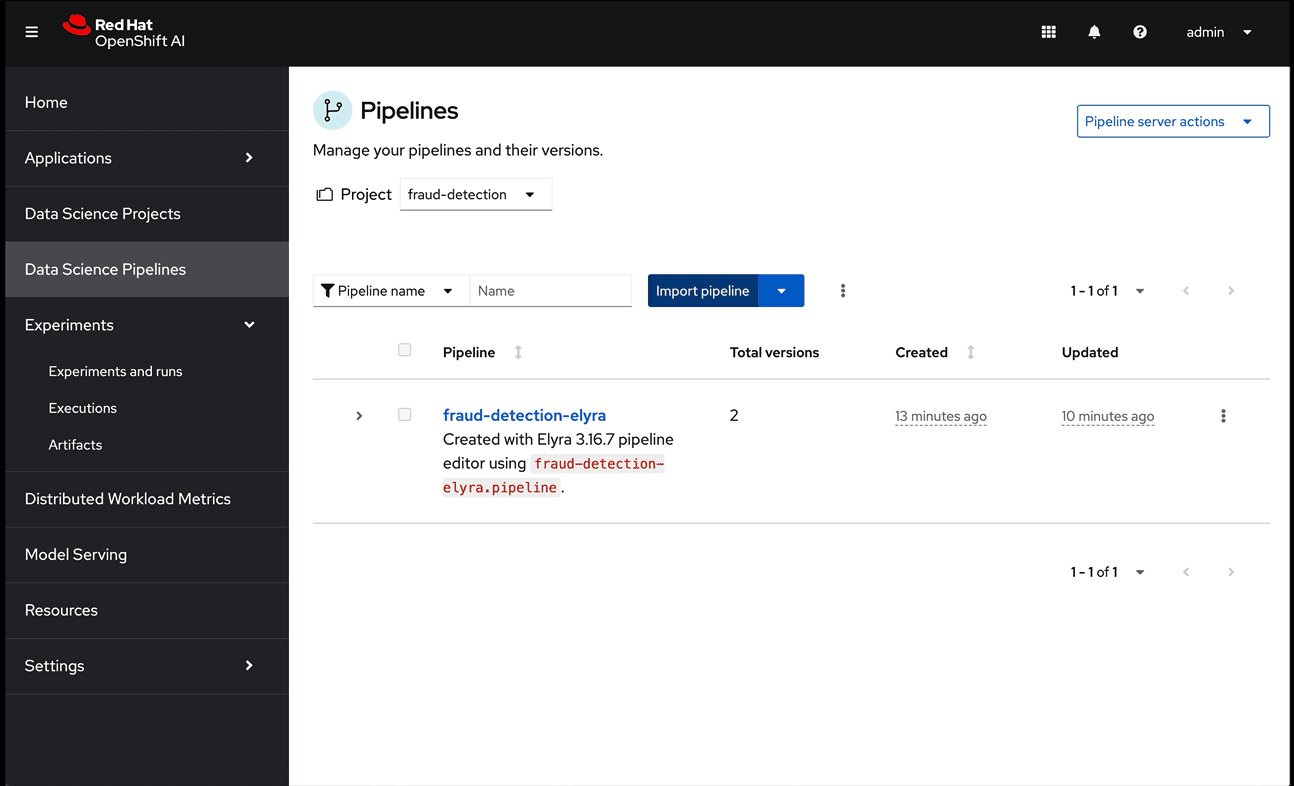 Red Hat
OpenShift AI
admin
Home
Applications
Data Science Projects
Data Science Pipelines
Experiments
Experiments and runs
Executions
Artifacts
Distributed Workload Metrics
Model Serving
Resources
Settings
Pipelines
Pipeline server actions
Manage your pipelines and their versions.
Project fraud-detection
Pipeline name Name Import pipeline 1 - 1 of 1
Pipeline Total versions Created Updated
fraud-detection-elyra 2 13 minutes ago 10 minutes ago
Created with Elyra 3.16.7 pipeline
editor using fraud-detection-
elyra.pipeline.
1 - 1 of 1